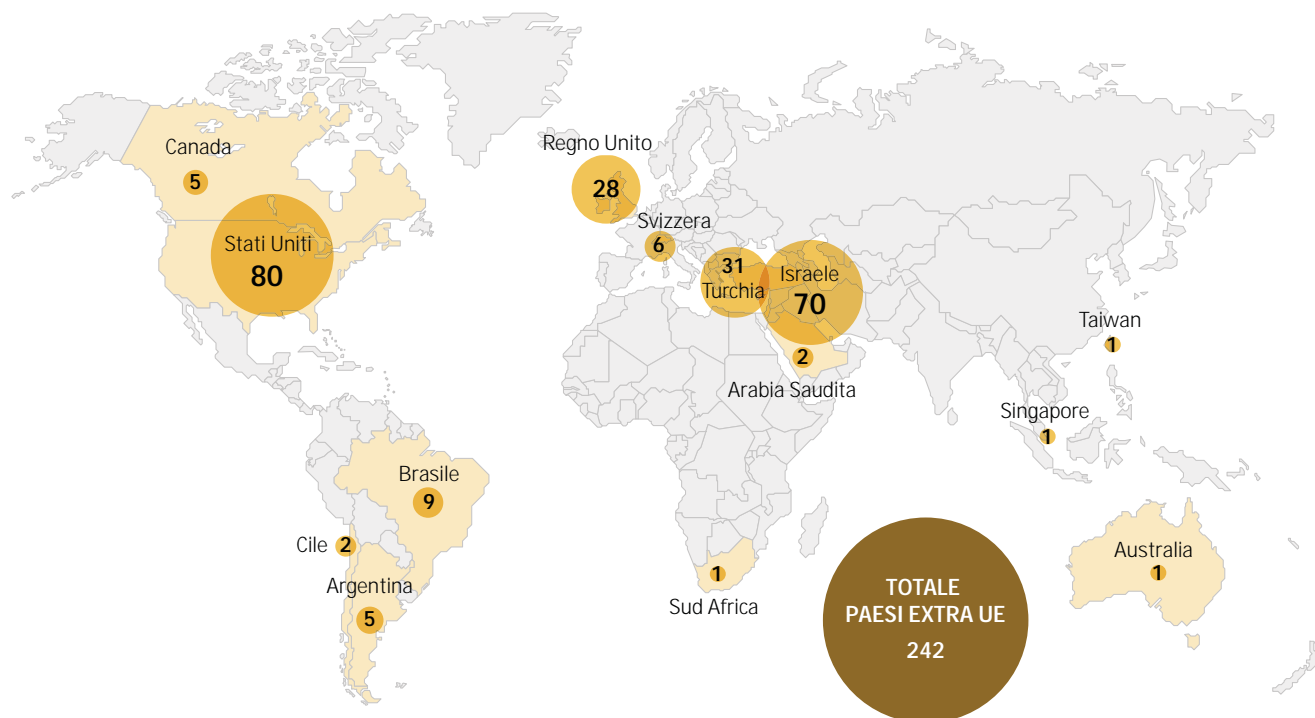 Regno Unito
28
Canada
5
Svizzera
6
Stati Uniti
80
31
Turchia
Israele
70
Taiwan
1
2
Arabia Saudita
Singapore
1
Brasile
9
Cile 2
Argentina
5
1
Sud Africa
Australia
1
TOTALE
PAESI EXTRA UE
242